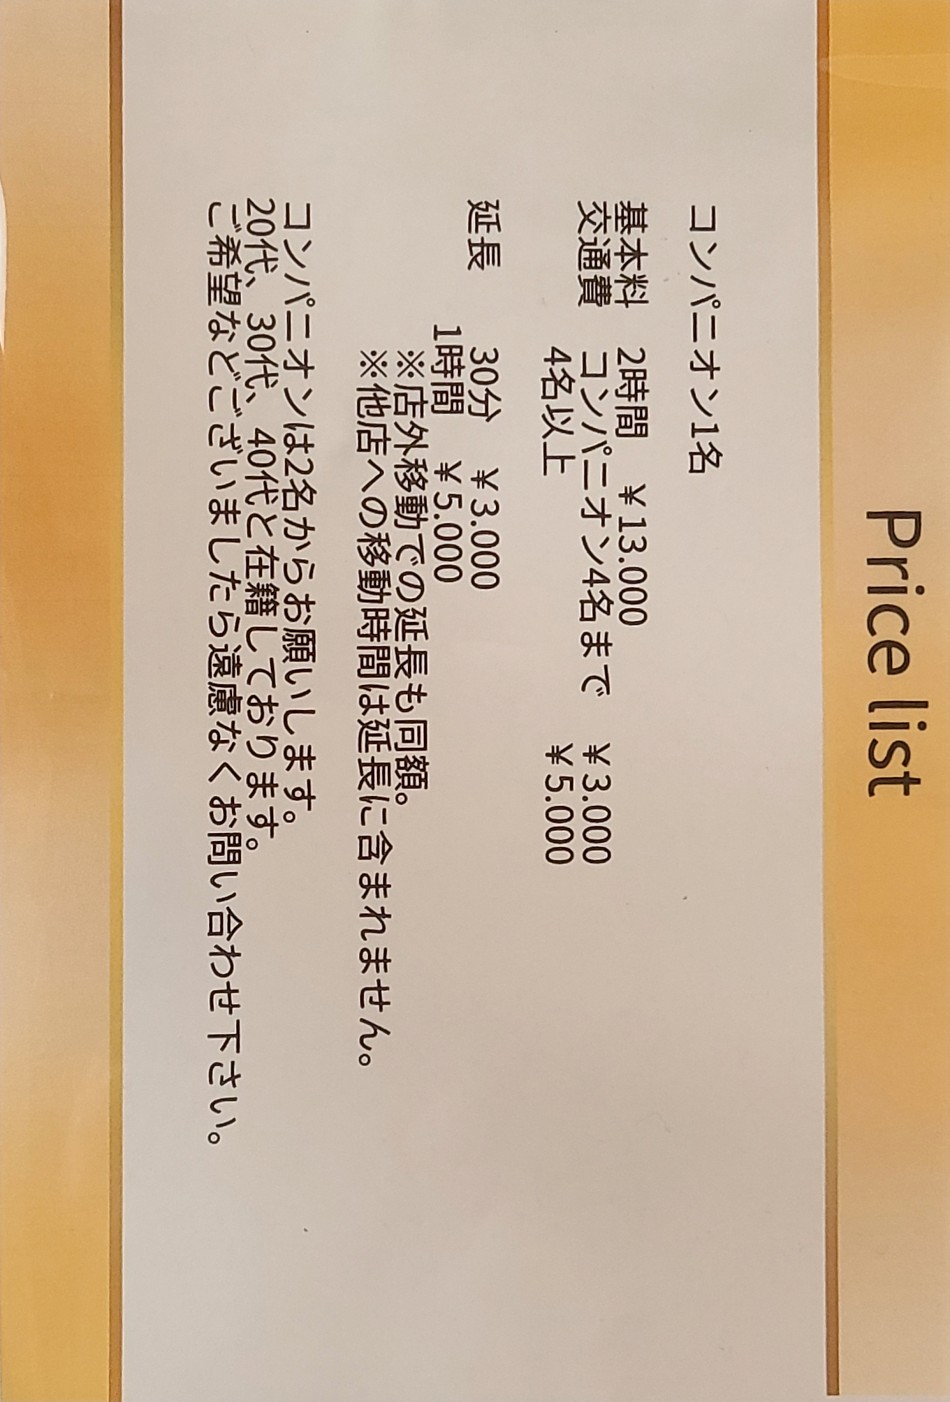 Price list
コンパニオン1名
基本料 2時間 ￥13.000
交通費 コンパニオン4名まで ￥3.000
4名以上 ￥5.000
延長 30分 ￥3.000
1時間 ￥5.000
※店外移動での延長も同額。
※他店への移動時間は延長に含まれません。
コンパニオンは2名からお願いします。
20代、30代、40代と在籍しております。
ご希望などございましたら遠慮なくお問い合わせ下さい。